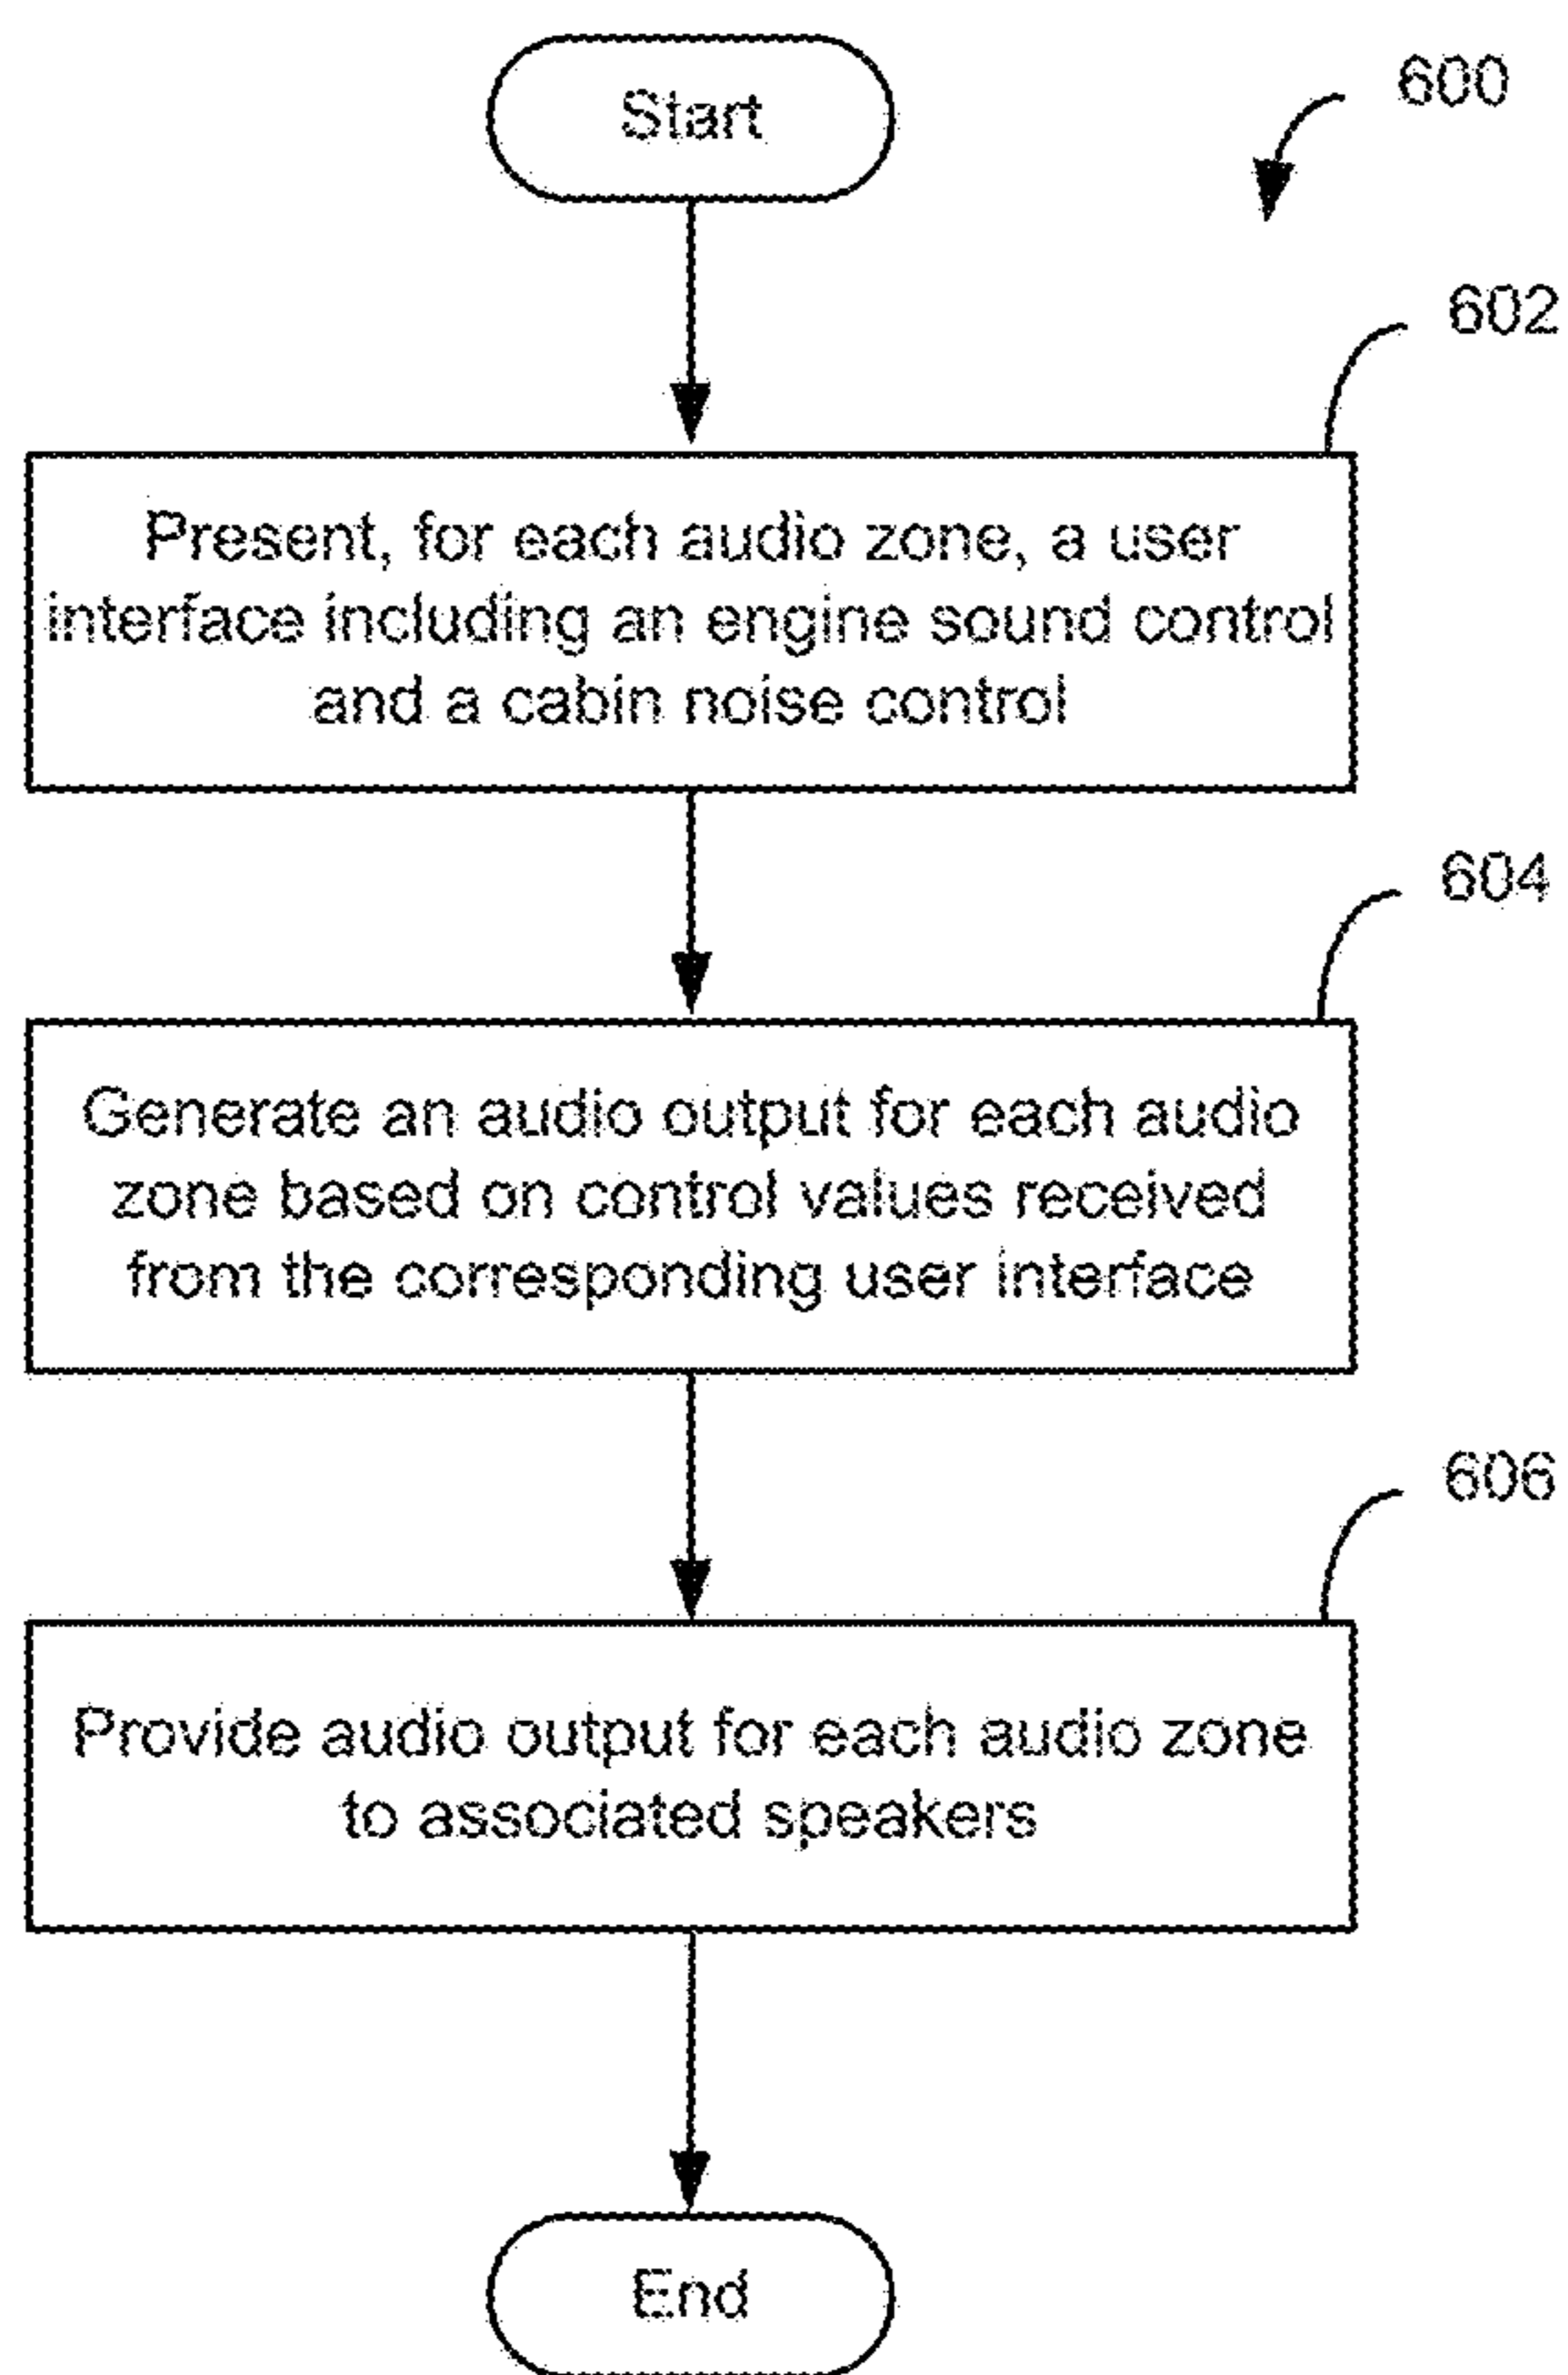 Start
600
602
Present, for each audio zone, a user
interface including an engine sound control
and a cabin noise control
604
Generate an audio output for each audio
zone based on control values received
from the corresponding user interface
606
Provide audio output for each audio zone
to associated speakers
End